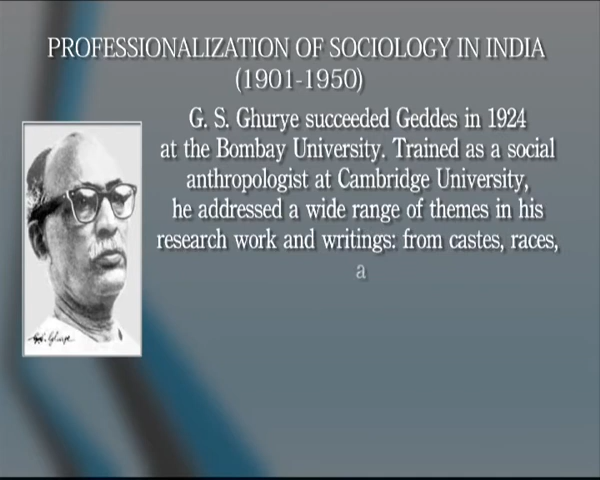 PROFESSIONALIZATION OF SOCIOLOGY IN INDIA
(1901-1950)
G. S. Ghurye succeeded Geddes in 1924
at the Bombay University. Trained as a social
anthropologist at Cambridge University,
he addressed a wide range of themes in his
research work and writings: from castes, races,
a
G.S. Ghurye